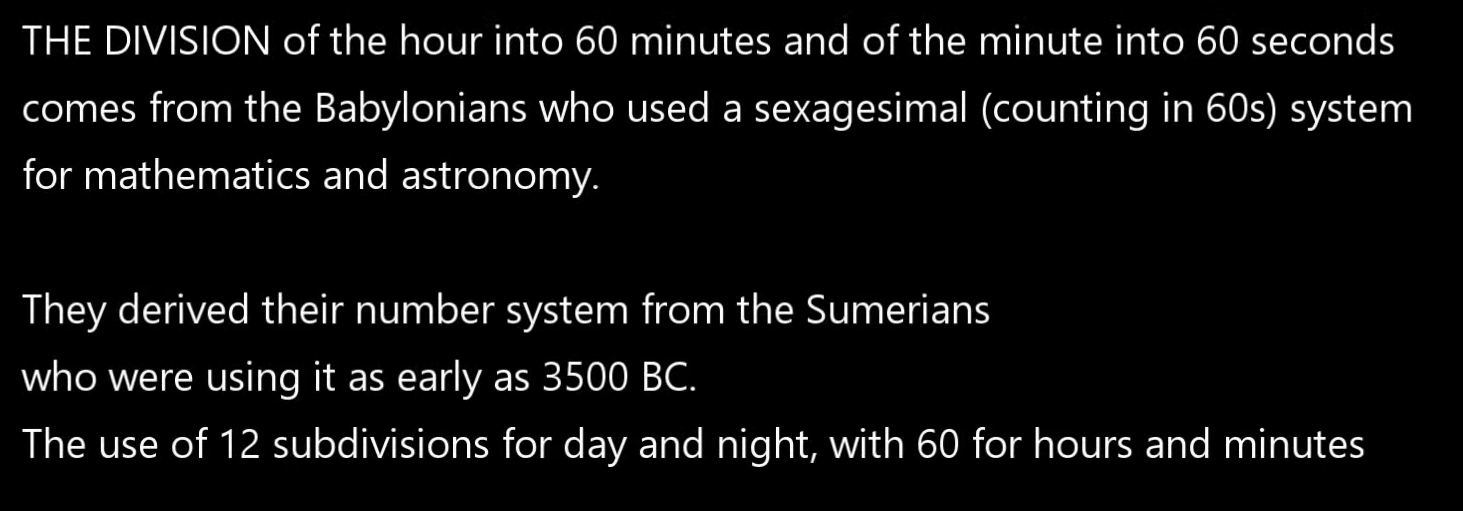 THE DIVISION of the hour into 60 minutes and of the minute into 60 seconds
comes from the Babylonians who used a sexagesimal (counting in 60s) system
for mathematics and astronomy.
They derived their number system from the Sumerians
who were using it as early as 3500 BC.
The use of 12 subdivisions for day and night, with 60 for hours and minutes